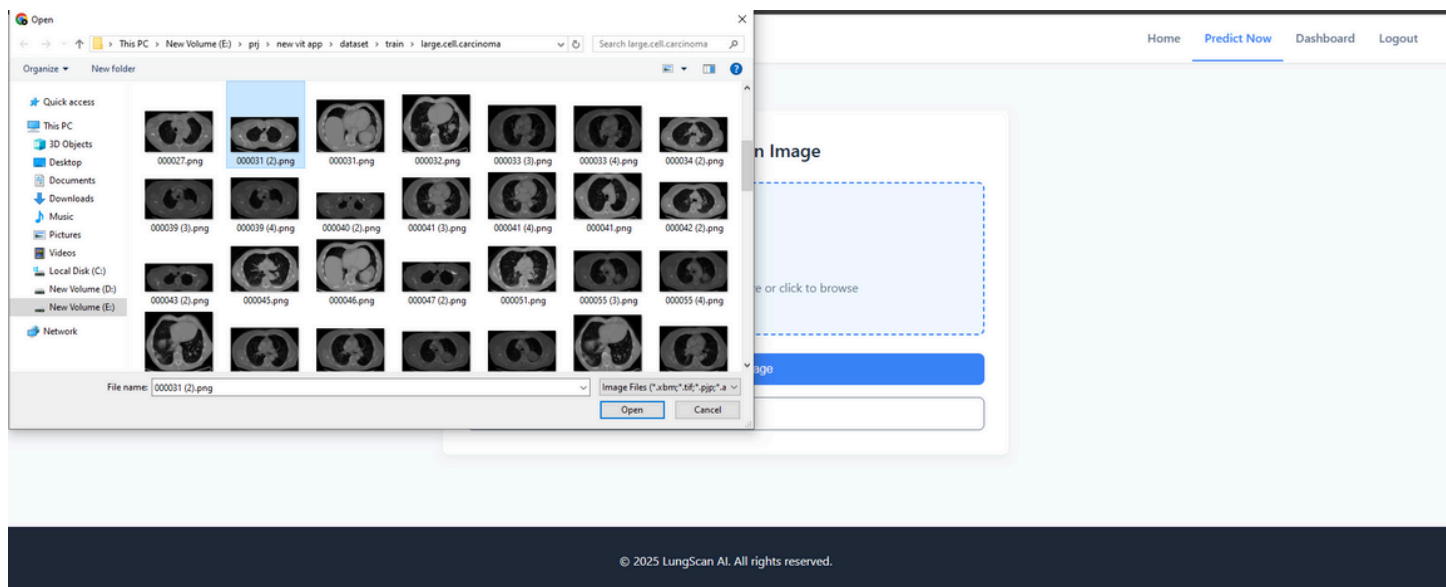 Open
This PC > New Volume (E:) > prj > new vit app > dataset > train > large.cell.carcinoma
Search large.cell.carcinoma
Organize
New folder
Quick access
This PC
3D Objects
Desktop
Documents
Downloads
Music
Pictures
Videos
Local Disk (C:)
New Volume (D:)
New Volume (E:)
Network
000027.png 000031 (2).png 000031.png 000032.png 000033 (3).png 000033 (4).png 000034 (2).png
000039 (3).png 000039 (4).png 000040 (2).png 000041 (3).png 000041 (4).png 000041.png 000042 (2).png
000043 (2).png 000045.png 000046.png 000047 (2).png 000051.png 000055 (3).png 000055 (4).png
File name: 000031 (2).png
Image Files (*.xbm;*.tif;*.pjp;*.a
Open Cancel
Home Predict Now Dashboard Logout
n Image
e or click to browse
age
© 2025 LungScan AI. All rights reserved.